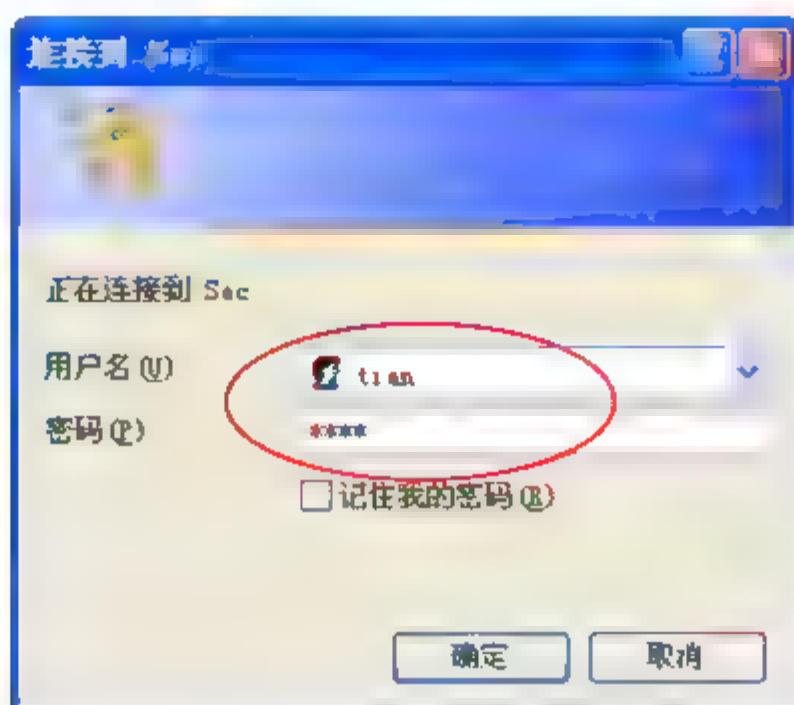 连接到 Sec
正在连接到 Sec
用户名(U)
tian
密码(P)
****
记住我的密码(R)
确定
取消